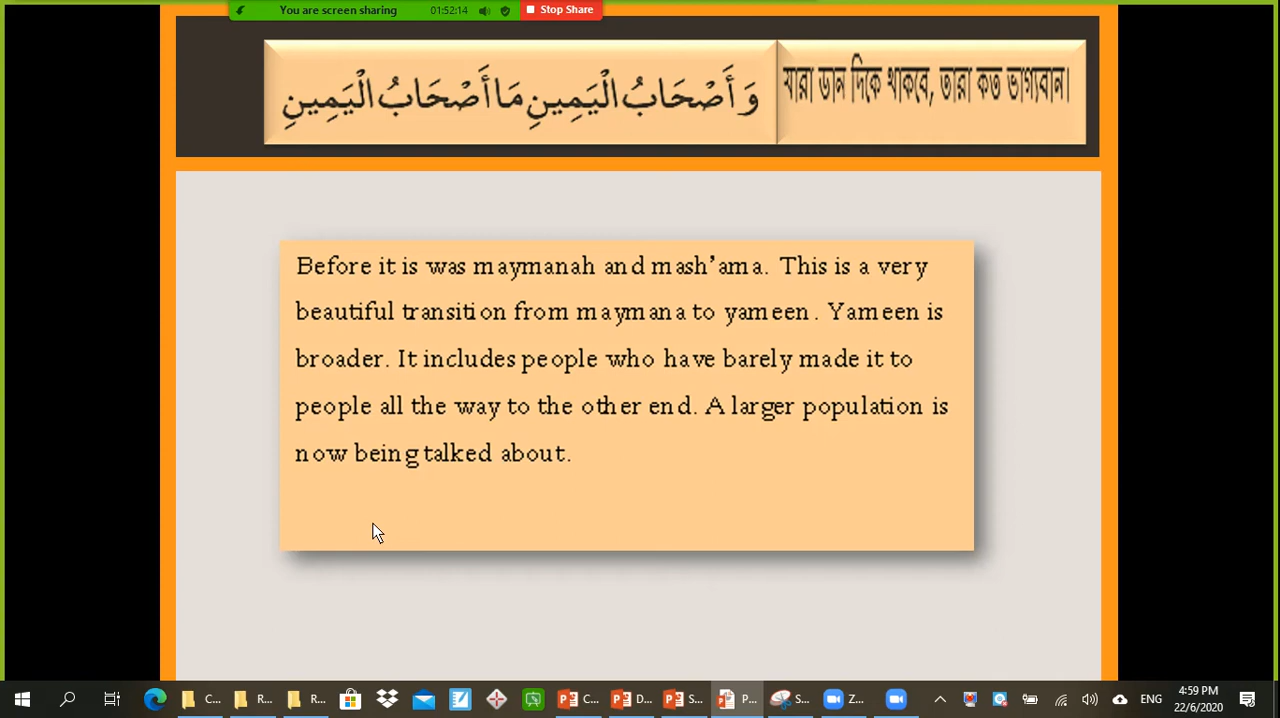 You are screen sharing
01:52:14
Stop Share
وَأَصْحَابُ الْيَمِينِ مَا أَصْحَابُ الْيَمِينِ
যারা ডান দিকে থাকবে, তারা কত ভাগ্যবান।
Before it is was maymanah and mash’ama. This is a very
beautiful transition from maymana to yameen. Yameen is
broader. It includes people who have barely made it to
people all the way to the other end. A larger population is
now being talked about.
C...
R...
R...
C...
D...
S...
P...
S...
Z...
ENG
4:59 PM
22/6/2020